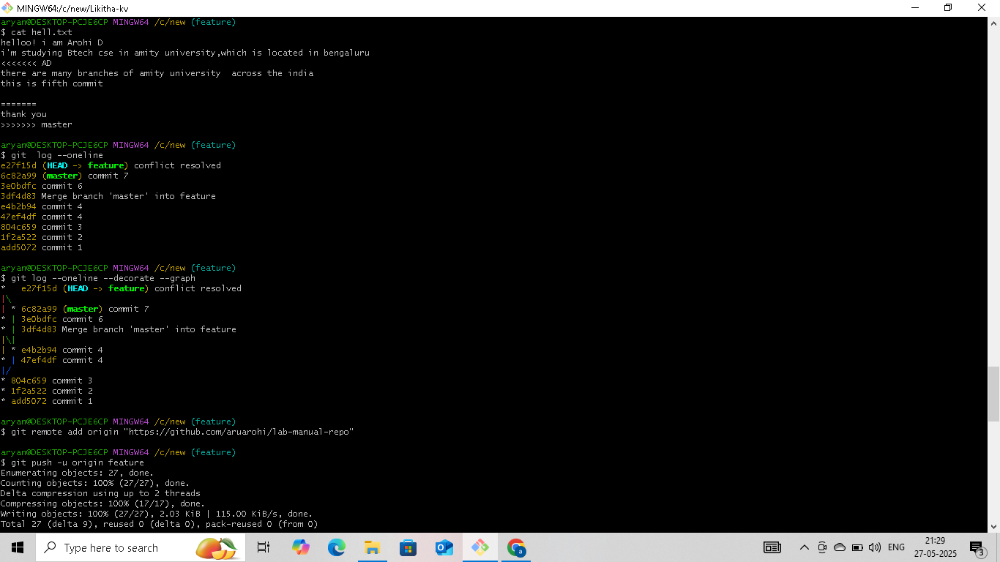 MINGW64:/c/new/Likitha-kv
aryan@DESKTOP-PCJE6CP MINGW64 /c/new (feature)
$ cat hell.txt
helloo! i am Arohi D
i'm studying Btech cse in amity university,which is located in bengaluru
<<<<<<< AD
there are many branches of amity university  across the india
this is fifth commit
=======
thank you
>>>>>>> master
aryan@DESKTOP-PCJE6CP MINGW64 /c/new (feature)
$ git  log --oneline
e27f15d (HEAD -> feature) conflict resolved
6c82a99 (master) commit 7
3e0bdfc commit 6
3df4d83 Merge branch 'master' into feature
e4b2b94 commit 4
47ef4df commit 4
804c659 commit 3
1f2a522 commit 2
add5072 commit 1
aryan@DESKTOP-PCJE6CP MINGW64 /c/new (feature)
$ git log --oneline --decorate --graph
*   e27f15d (HEAD -> feature) conflict resolved
|\
| * 6c82a99 (master) commit 7
* | 3e0bdfc commit 6
* | 3df4d83 Merge branch 'master' into feature
|\|
| * e4b2b94 commit 4
* | 47ef4df commit 4
|/
* 804c659 commit 3
* 1f2a522 commit 2
* add5072 commit 1
aryan@DESKTOP-PCJE6CP MINGW64 /c/new (feature)
$ git remote add origin "https://github.com/aruarohi/lab-manual-repo"
aryan@DESKTOP-PCJE6CP MINGW64 /c/new (feature)
$ git push -u origin feature
Enumerating objects: 27, done.
Counting objects: 100% (27/27), done.
Delta compression using up to 2 threads
Compressing objects: 100% (17/17), done.
Writing objects: 100% (27/27), 2.03 KiB | 115.00 KiB/s, done.
Total 27 (delta 9), reused 0 (delta 0), pack-reused 0 (from 0)
Type here to search
a
ENG
21:29
27-05-2025
3